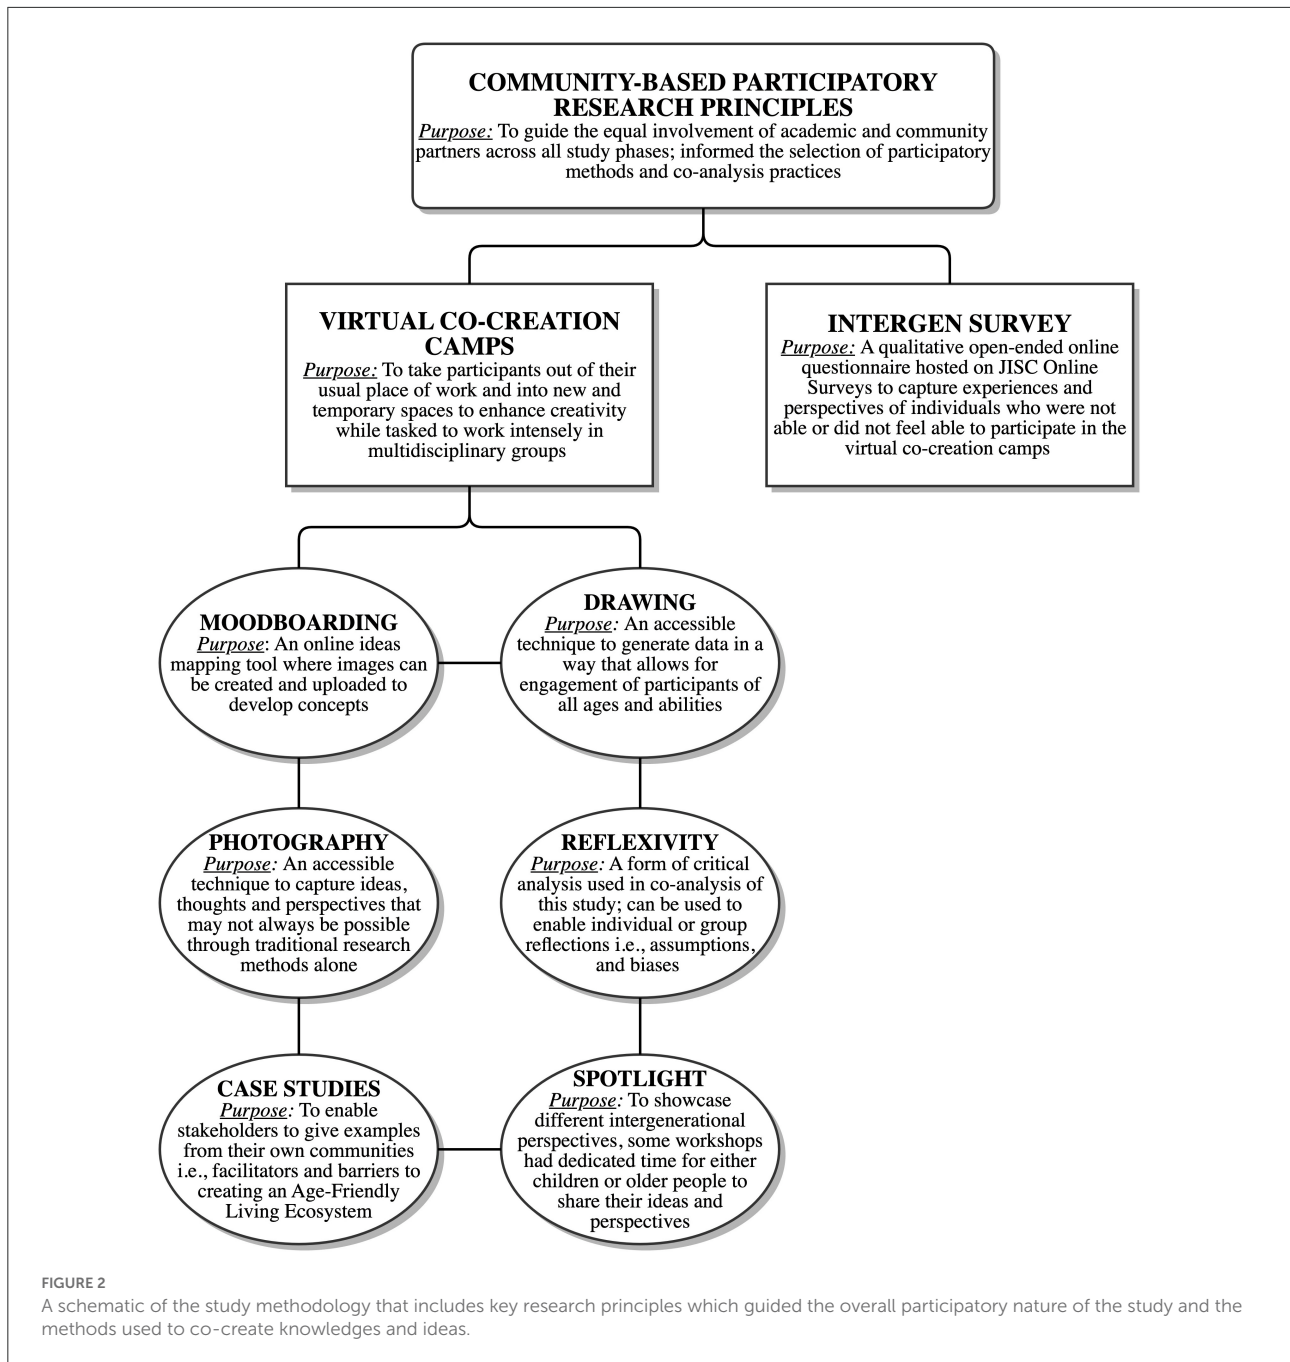 COMMUNITY-BASED PARTICIPATORY
RESEARCH PRINCIPLES
Purpose: To guide the equal involvement of academic and community
partners across all study phases; informed the selection of participatory
methods and co-analysis practices
VIRTUAL CO-CREATION
CAMPS
Purpose: To take participants out of their
usual place of work and into new and
temporary spaces to enhance creativity
while tasked to work intensely in
multidisciplinary groups
INTERGEN SURVEY
Purpose: A qualitative open-ended online
questionnaire hosted on JISC Online
Surveys to capture experiences and
perspectives of individuals who were not
able or did not feel able to participate in the
virtual co-creation camps
MOODBOARDING
Purpose: An online ideas
mapping tool where images can
be created and uploaded to
develop concepts
DRAWING
Purpose: An accessible
technique to generate data in a
way that allows for
engagement of participants of
all ages and abilities
PHOTOGRAPHY
Purpose: An accessible
technique to capture ideas,
thoughts and perspectives that
may not always be possible
through traditional research
methods alone
REFLEXIVITY
Purpose: A form of critical
analysis used in co-analysis of
this study; can be used to
enable individual or group
reflections i.e., assumptions,
and biases
CASE STUDIES
Purpose: To enable
stakeholders to give examples
from their own communities
i.e., facilitators and barriers to
creating an Age-Friendly
Living Ecosystem
SPOTLIGHT
Purpose: To showcase
different intergenerational
perspectives, some workshops
had dedicated time for either
children or older people to
share their ideas and
perspectives
FIGURE 2
A schematic of the study methodology that includes key research principles which guided the overall participatory nature of the study and the
methods used to co-create knowledges and ideas.